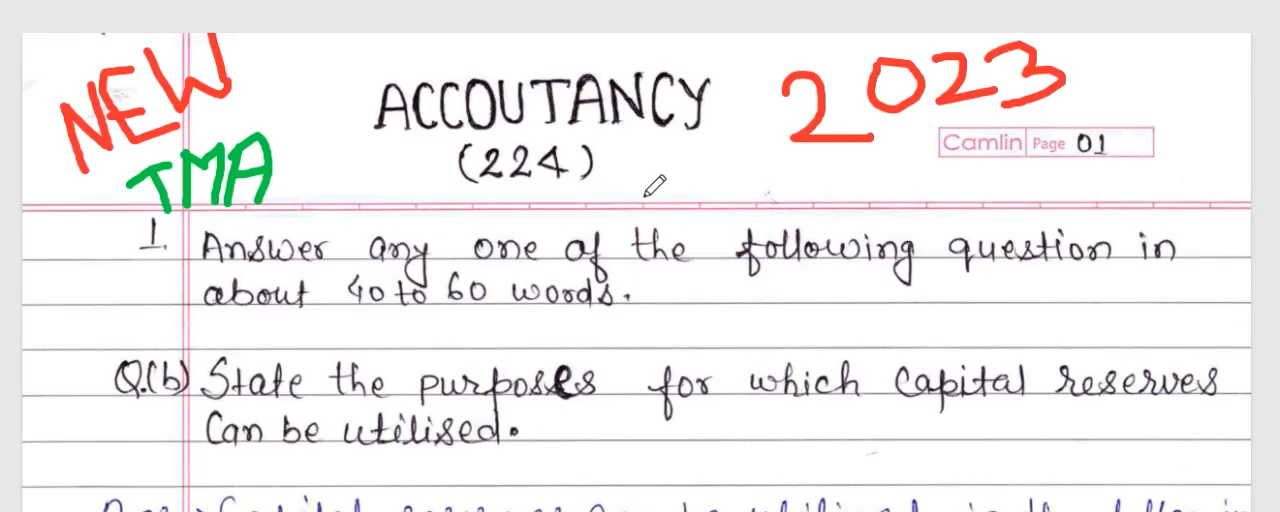 NEW
TMA
ACCOUTANCY
2023
(224)
Camlin Page 01
1. Answer any one of the following question in
about 40 to 60 words.
Q.(b) State the purposes for which Capital reserves
Can be utilised.